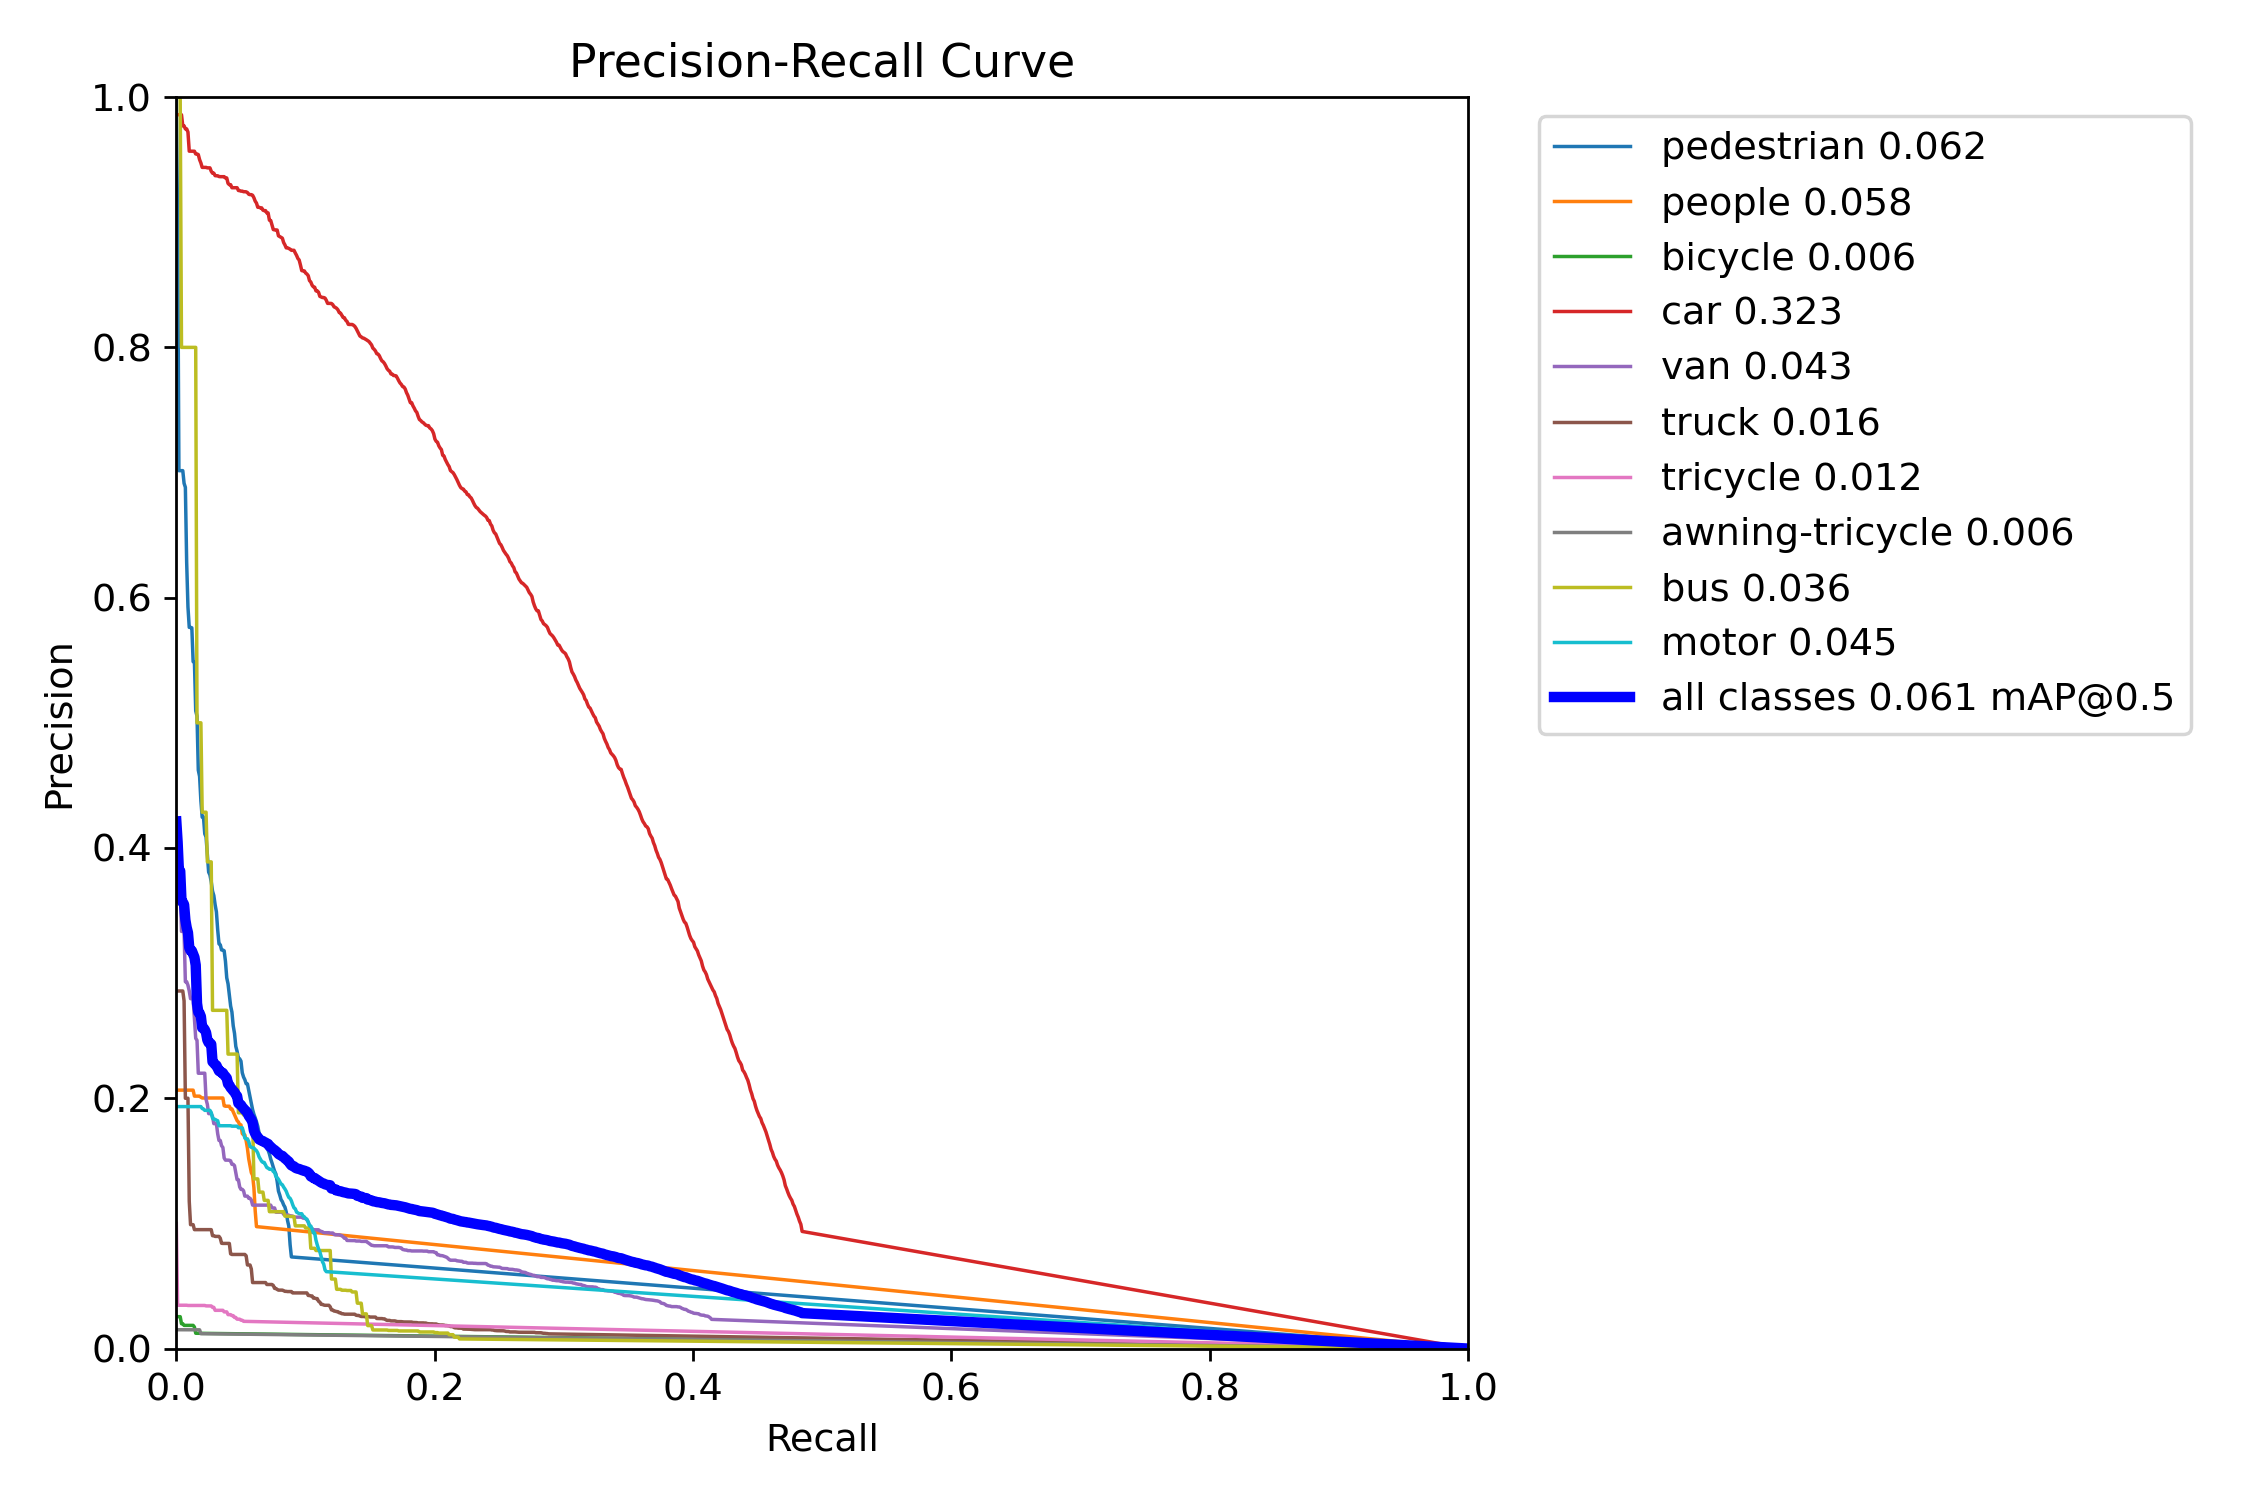 Precision-Recall Curve
1.0
0.8
0.6
0.4
0.2
0.0
Precision
0.0 0.2 0.4 0.6 0.8 1.0
Recall
pedestrian 0.062
people 0.058
bicycle 0.006
car 0.323
van 0.043
truck 0.016
tricycle 0.012
awning-tricycle 0.006
bus 0.036
motor 0.045
all classes 0.061 mAP@0.5